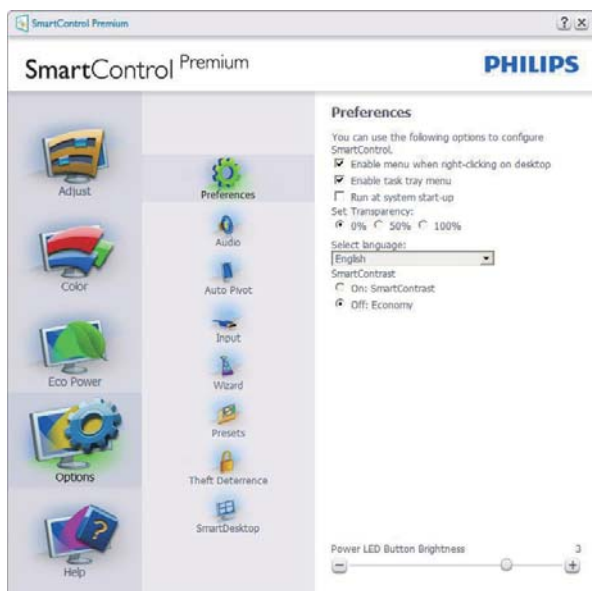 SmartControl Premium
SmartControl Premium
PHILIPS
Adjust
Color
Eco Power
Options
Help
Preferences
Audio
Auto Pivot
Input
Wizard
Presets
Theft Deterrence
SmartDesktop
Preferences
You can use the following options to configure
SmartControl.
Enable menu when right-clicking on desktop
Enable task tray menu
Run at system start-up
Set Transparency:
0% 50% 100%
Select language:
English
SmartContrast
On: SmartContrast
Off: Economy
Power LED Button Brightness 3